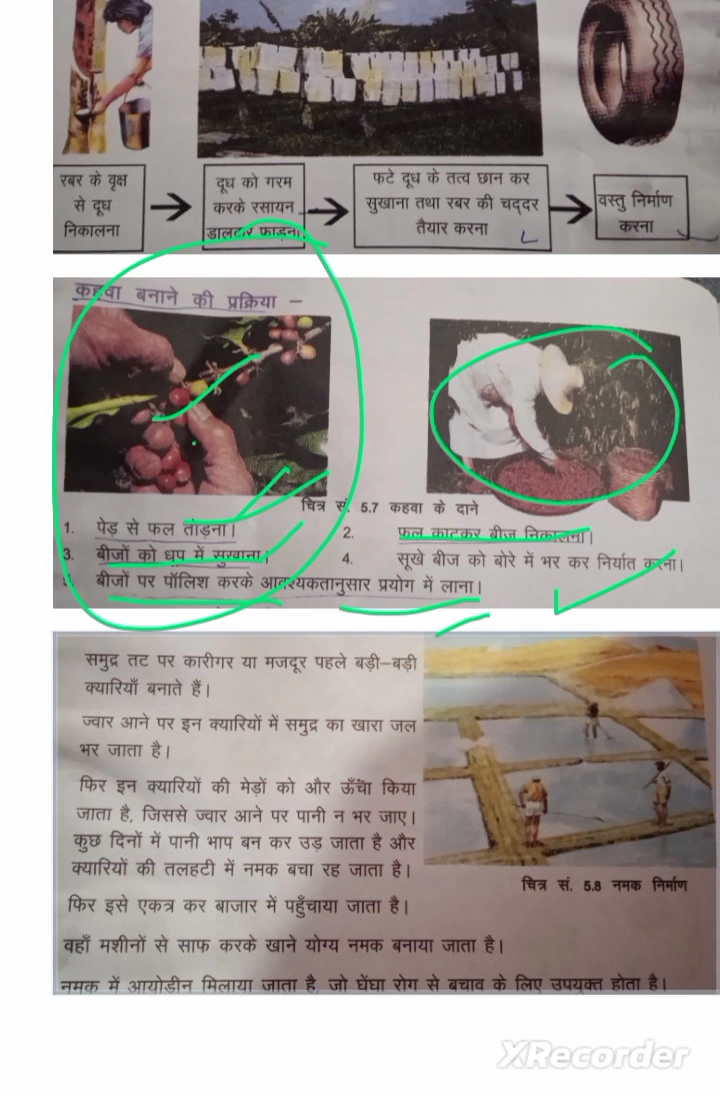 रबर के वृक्ष
से दूध
निकालना
दूध को गरम
करके रसायन
डालकर फाड़ना
फटे दूध के तत्व छान कर
सुखाना तथा रबर की चद्दर
तैयार करना
वस्तु निर्माण
करना
कहवा बनाने की प्रक्रिया –
चित्र सं. 5.7 कहवा के दाने
1. पेड़ से फल तोड़ना।
2. फल काटकर बीज निकालना।
3. बीजों को धूप में सुखाना।
4. सूखे बीज को बोरे में भर कर निर्यात करना।
5. बीजों पर पॉलिश करके आवश्यकतानुसार प्रयोग में लाना।
समुद्र तट पर कारीगर या मजदूर पहले बड़ी–बड़ी
क्यारियाँ बनाते हैं।
ज्वार आने पर इन क्यारियों में समुद्र का खारा जल
भर जाता है।
फिर इन क्यारियों की मेड़ों को और ऊँचा किया
जाता है, जिससे ज्वार आने पर पानी न भर जाए।
कुछ दिनों में पानी भाप बन कर उड़ जाता है और
क्यारियों की तलहटी में नमक बचा रह जाता है।
चित्र सं. 5.8 नमक निर्माण
फिर इसे एकत्र कर बाजार में पहुँचाया जाता है।
वहाँ मशीनों से साफ करके खाने योग्य नमक बनाया जाता है।
नमक में आयोडीन मिलाया जाता है, जो घेंघा रोग से बचाव के लिए उपयुक्त होता है।
XRecorder